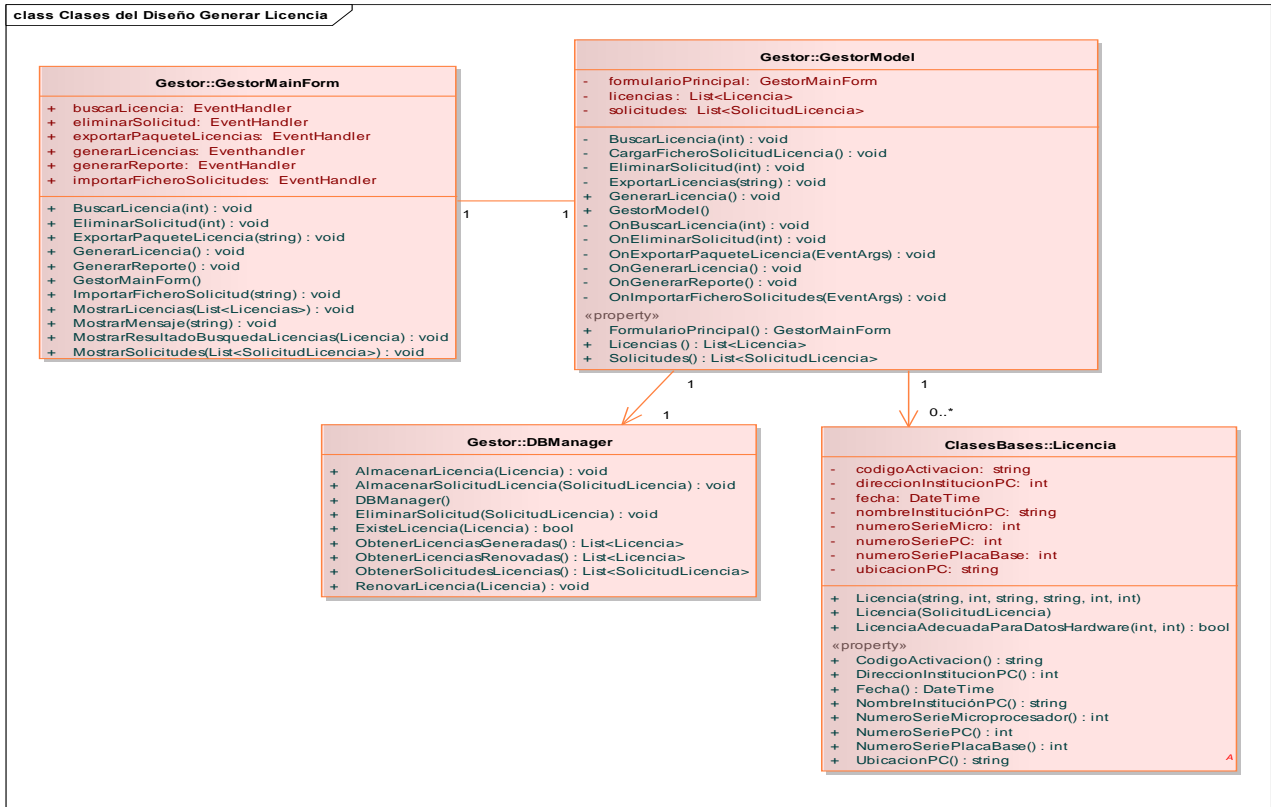 class Clases del Diseño Generar Licencia
Gestor::GestorMainForm
+ buscarLicencia: EventHandler
+ eliminarSolicitud: EventHandler
+ exportarPaqueteLicencias: EventHandler
+ generarLicencias: Eventhandler
+ generarReporte: EventHandler
+ importarFicheroSolicitudes: EventHandler
+ BuscarLicencia(int) : void
+ EliminarSolicitud(int) : void
+ ExportarPaqueteLicencia(string) : void
+ GenerarLicencia() : void
+ GenerarReporte() : void
+ GestorMainForm()
+ ImportarFicheroSolicitud(string) : void
+ MostrarLicencias(List<Licencias>) : void
+ MostrarMensaje(string) : void
+ MostrarResultadoBusquedaLicencias(Licencia) : void
+ MostrarSolicitudes(List<SolicitudLicencia>) : void
1
1
Gestor::GestorModel
- formularioPrincipal: GestorMainForm
- licencias : List<Licencia>
- solicitudes: List<SolicitudLicencia>
- BuscarLicencia(int) : void
- CargarFicheroSolicitudLicencia() : void
- EliminarSolicitud(int) : void
- ExportarLicencias(string) : void
+ GenerarLicencia() : void
+ GestorModel()
- OnBuscarLicencia(int) : void
- OnEliminarSolicitud(int) : void
- OnExportarPaqueteLicencia(EventArgs) : void
- OnGenerarLicencia() : void
- OnGenerarReporte() : void
- OnImportarFicheroSolicitudes(EventArgs) : void
«property»
+ FormularioPrincipal() : GestorMainForm
+ Licencias () : List<Licencia>
+ Solicitudes() : List<SolicitudLicencia>
1
1
1
0..*
Gestor::DBManager
+ AlmacenarLicencia(Licencia) : void
+ AlmacenarSolicitudLicencia(SolicitudLicencia) : void
+ DBManager()
+ EliminarSolicitud(SolicitudLicencia) : void
+ ExisteLicencia(Licencia) : bool
+ ObtenerLicenciasGeneradas() : List<Licencia>
+ ObtenerLicenciasRenovadas() : List<Licencia>
+ ObtenerSolicitudesLicencias() : List<SolicitudLicencia>
+ RenovarLicencia(Licencia) : void
ClasesBases::Licencia
- codigoActivacion: string
- direccionInstitucionPC: int
- fecha: DateTime
- nombreInstituciónPC: string
- numeroSerieMicro: int
- numeroSeriePC: int
- numeroSeriePlacaBase: int
- ubicacionPC: string
+ Licencia(string, int, string, string, int, int)
+ Licencia(SolicitudLicencia)
+ LicenciaAdecuadaParaDatosHardware(int, int) : bool
«property»
+ CodigoActivacion() : string
+ DireccionInstitucionPC() : int
+ Fecha() : DateTime
+ NombreInstituciónPC() : string
+ NumeroSerieMicroprocesador() : int
+ NumeroSeriePC() : int
+ NumeroSeriePlacaBase() : int
+ UbicacionPC() : string
A